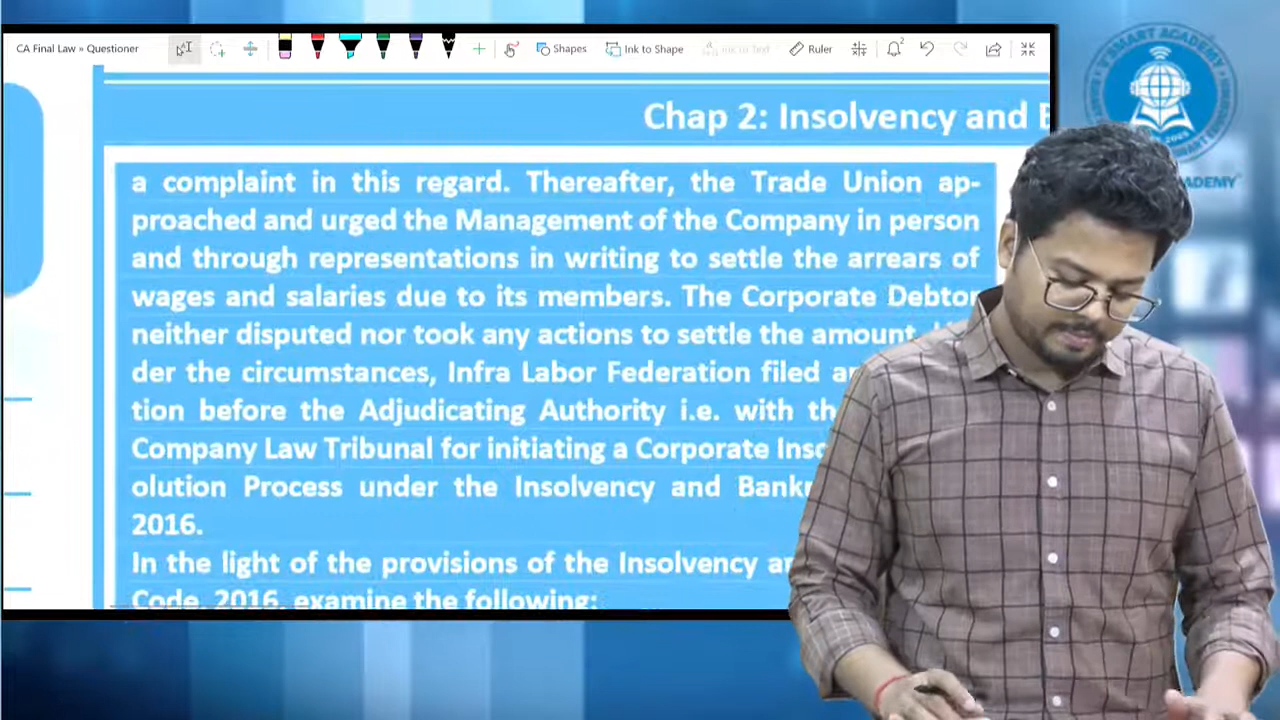 CA Final Law » Questioner
Shapes
Ink to Shape
Ink to Text
Ruler
2
Chap 2: Insolvency and
a complaint in this regard. Thereafter, the Trade Union ap-
proached and urged the Management of the Company in person
and through representations in writing to settle the arrears of
wages and salaries due to its members. The Corporate Debtor
neither disputed nor took any actions to settle the amount.
der the circumstances, Infra Labor Federation filed
tion before the Adjudicating Authority i.e. with
Company Law Tribunal for initiating a Corporate
olution Process under the Insolvency and
2016.
In the light of the provisions of the Insolvency
Code, 2016, examine the following:
ADEMY